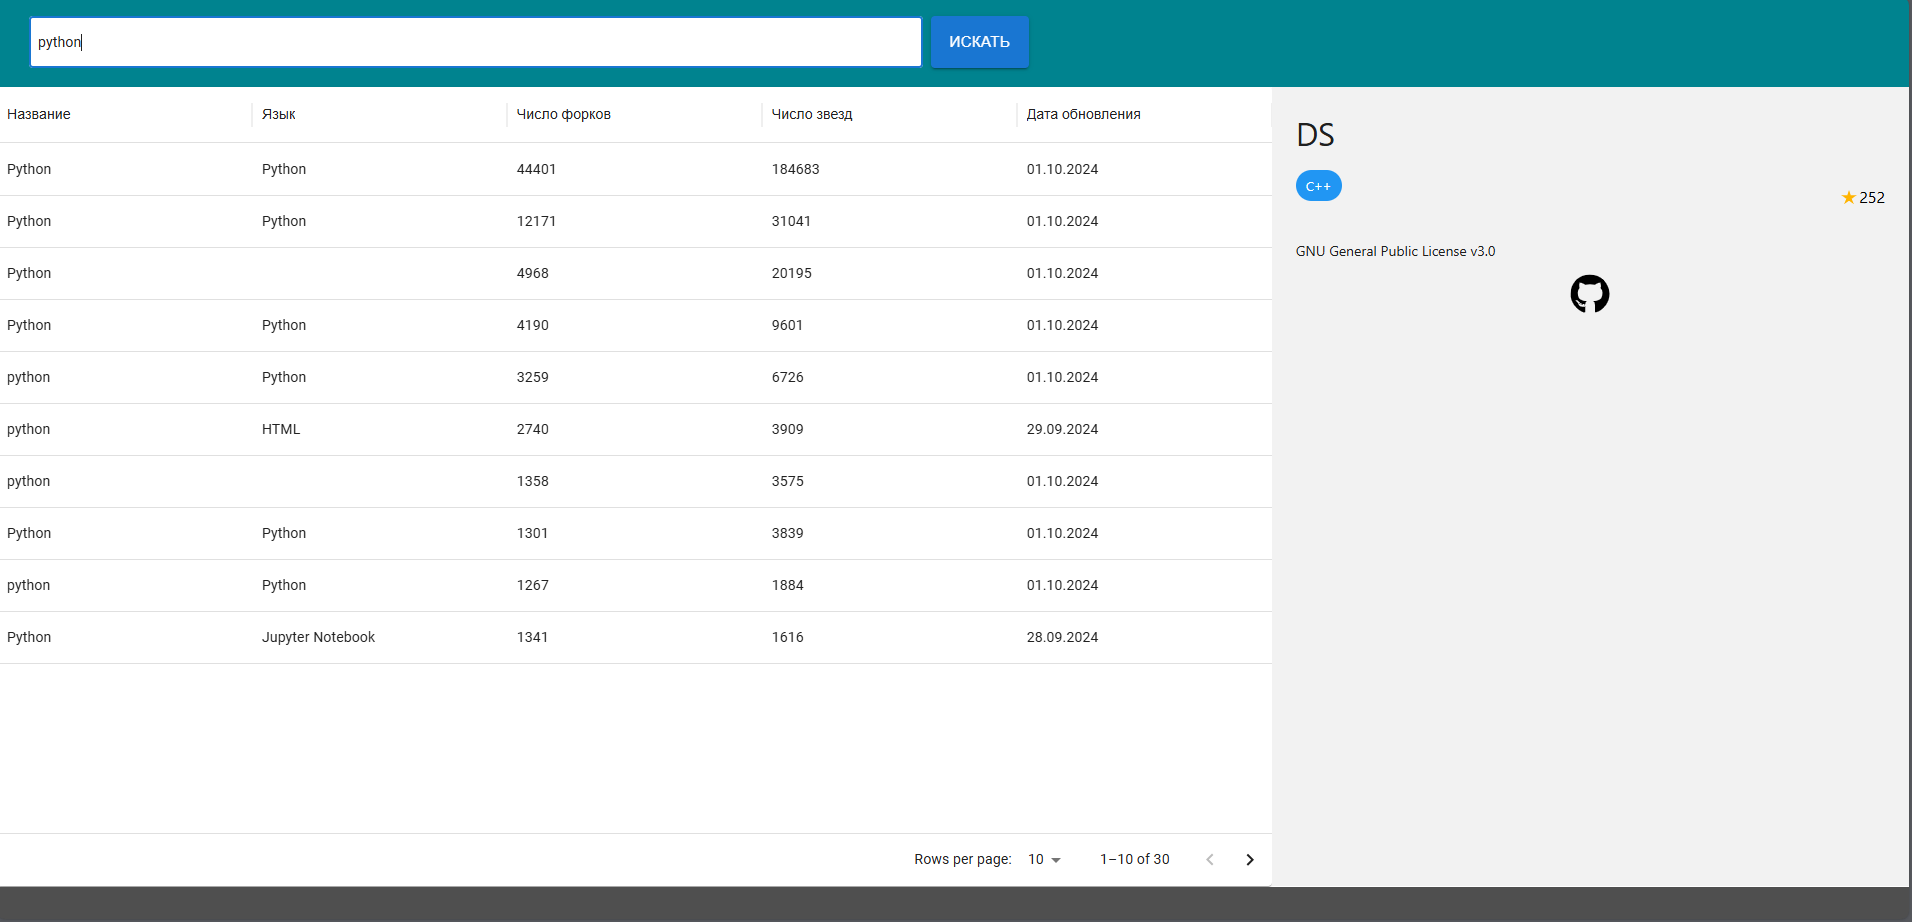 python ИСКАТЬ
Название Язык Число форков Число звезд Дата обновления
Python Python 44401 184683 01.10.2024
Python Python 12171 31041 01.10.2024
Python 4968 20195 01.10.2024
Python Python 4190 9601 01.10.2024
python Python 3259 6726 01.10.2024
python HTML 2740 3909 29.09.2024
python 1358 3575 01.10.2024
Python Python 1301 3839 01.10.2024
python Python 1267 1884 01.10.2024
Python Jupyter Notebook 1341 1616 28.09.2024
Rows per page: 10 1–10 of 30
DS
C++
252
GNU General Public License v3.0